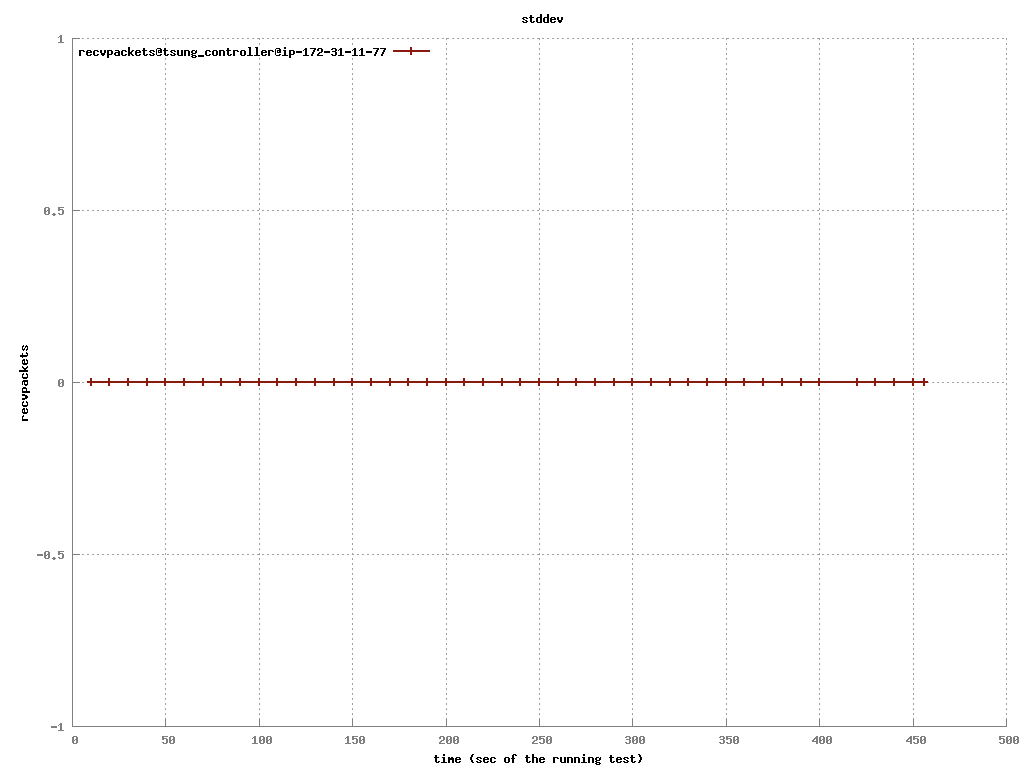 stddev
recvpackets@tsung_controller@ip-172-31-11-77
1
0.5
0
-0.5
-1
recvpackets
0 50 100 150 200 250 300 350 400 450 500
time (sec of the running test)